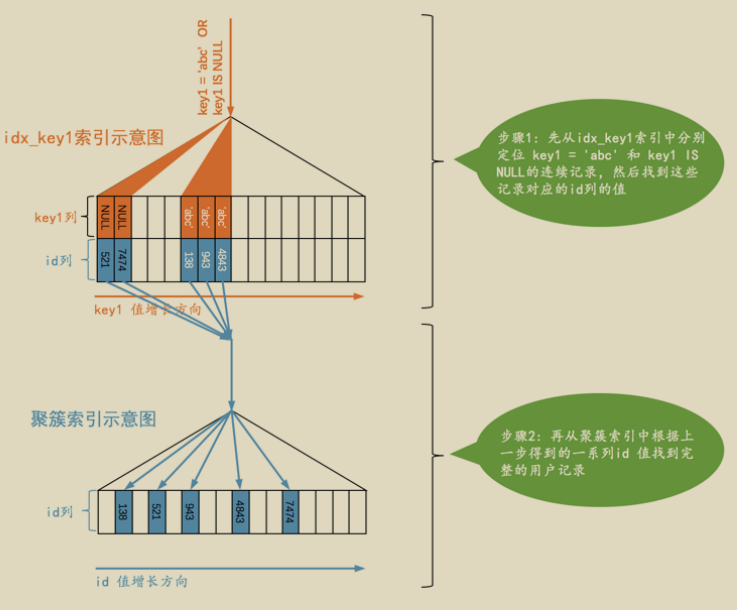 key1 = 'abc' OR
key1 IS NULL
idx_key1索引示意图
步骤1: 先从idx_key1索引中分别
定位 key1 = 'abc' 和 key1 IS
NULL的连续记录, 然后找到这些
记录对应的id列的值
key1列
NULL
NULL
'abc'
'abc'
'abc'
id列
521
7474
138
943
4843
key1 值增长方向
聚簇索引示意图
步骤2: 再从聚簇索引中根据上
一步得到的一系列id 值找到完
整的用户记录
id列
138
521
943
4843
7474
id 值增长方向